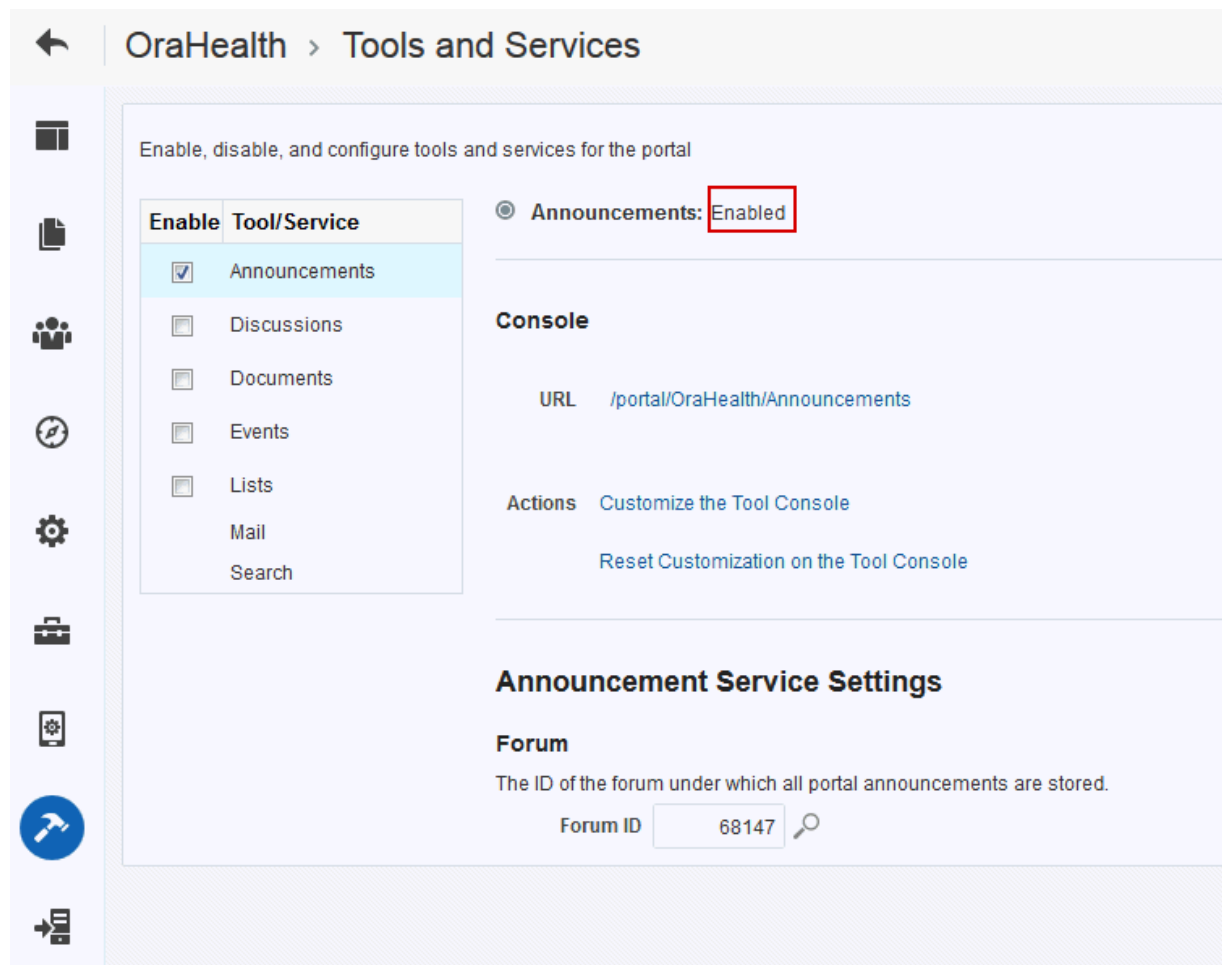 OraHealth > Tools and Services
Enable, disable, and configure tools and services for the portal
Enable Tool/Service
Announcements
Discussions
Documents
Events
Lists
Mail
Search
Announcements: Enabled
Console
URL /portal/OraHealth/Announcements
Actions Customize the Tool Console
Reset Customization on the Tool Console
Announcement Service Settings
Forum
The ID of the forum under which all portal announcements are stored.
Forum ID 68147